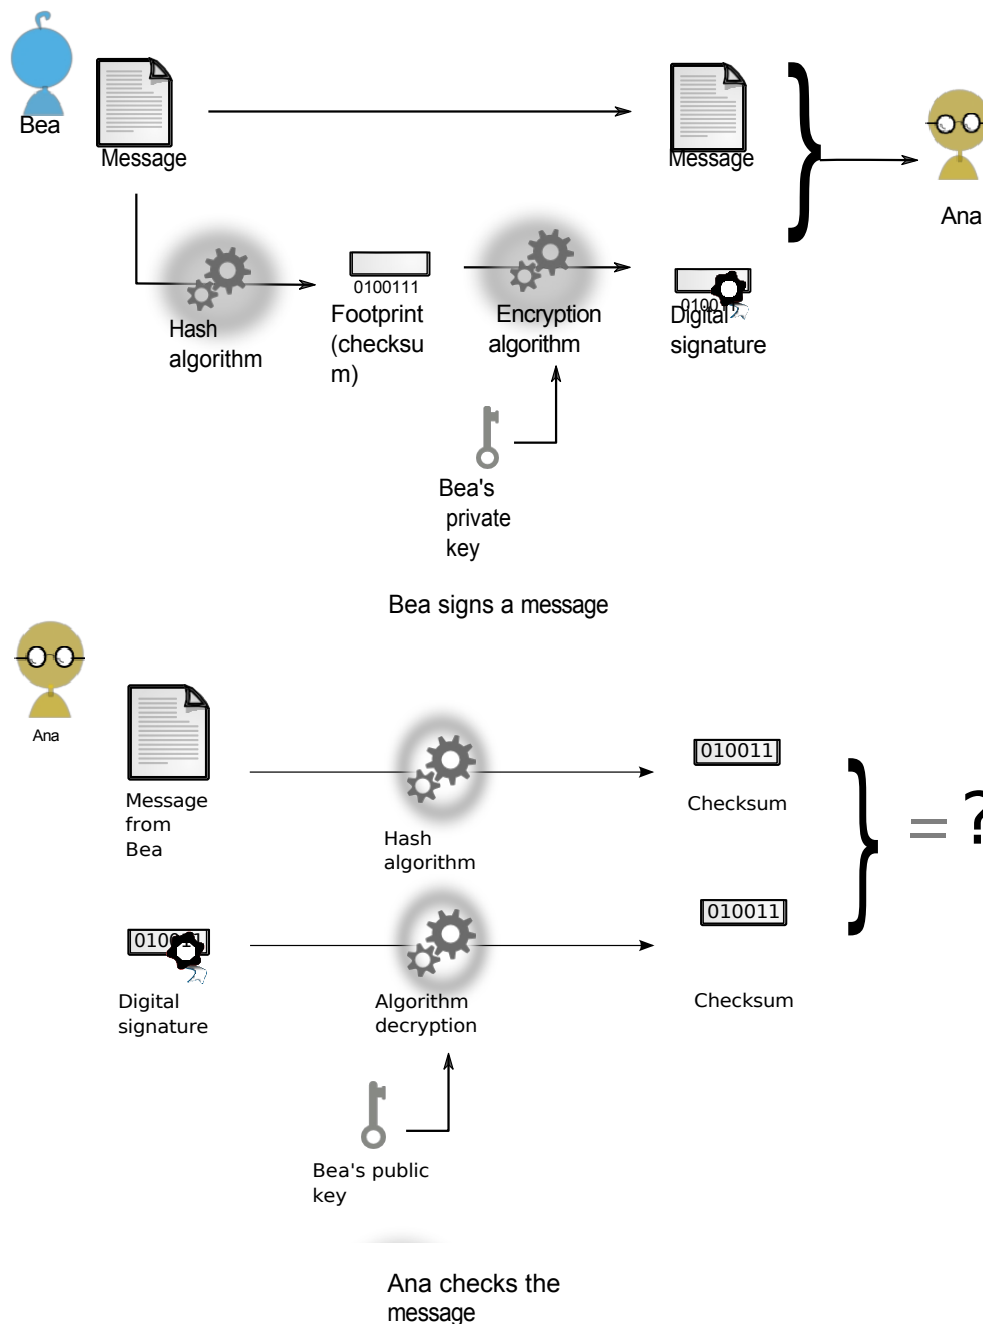 Bea
Message
Message
Ana
0100111
Hash
algorithm
Footprint
(checksu
m)
Encryption
algorithm
Digital
signature
Bea's
private
key
Bea signs a message
Ana
Message
from
Bea
Hash
algorithm
010011
Checksum
= ?
Digital
signature
Algorithm
decryption
010011
Checksum
Bea's public
key
Ana checks the
message